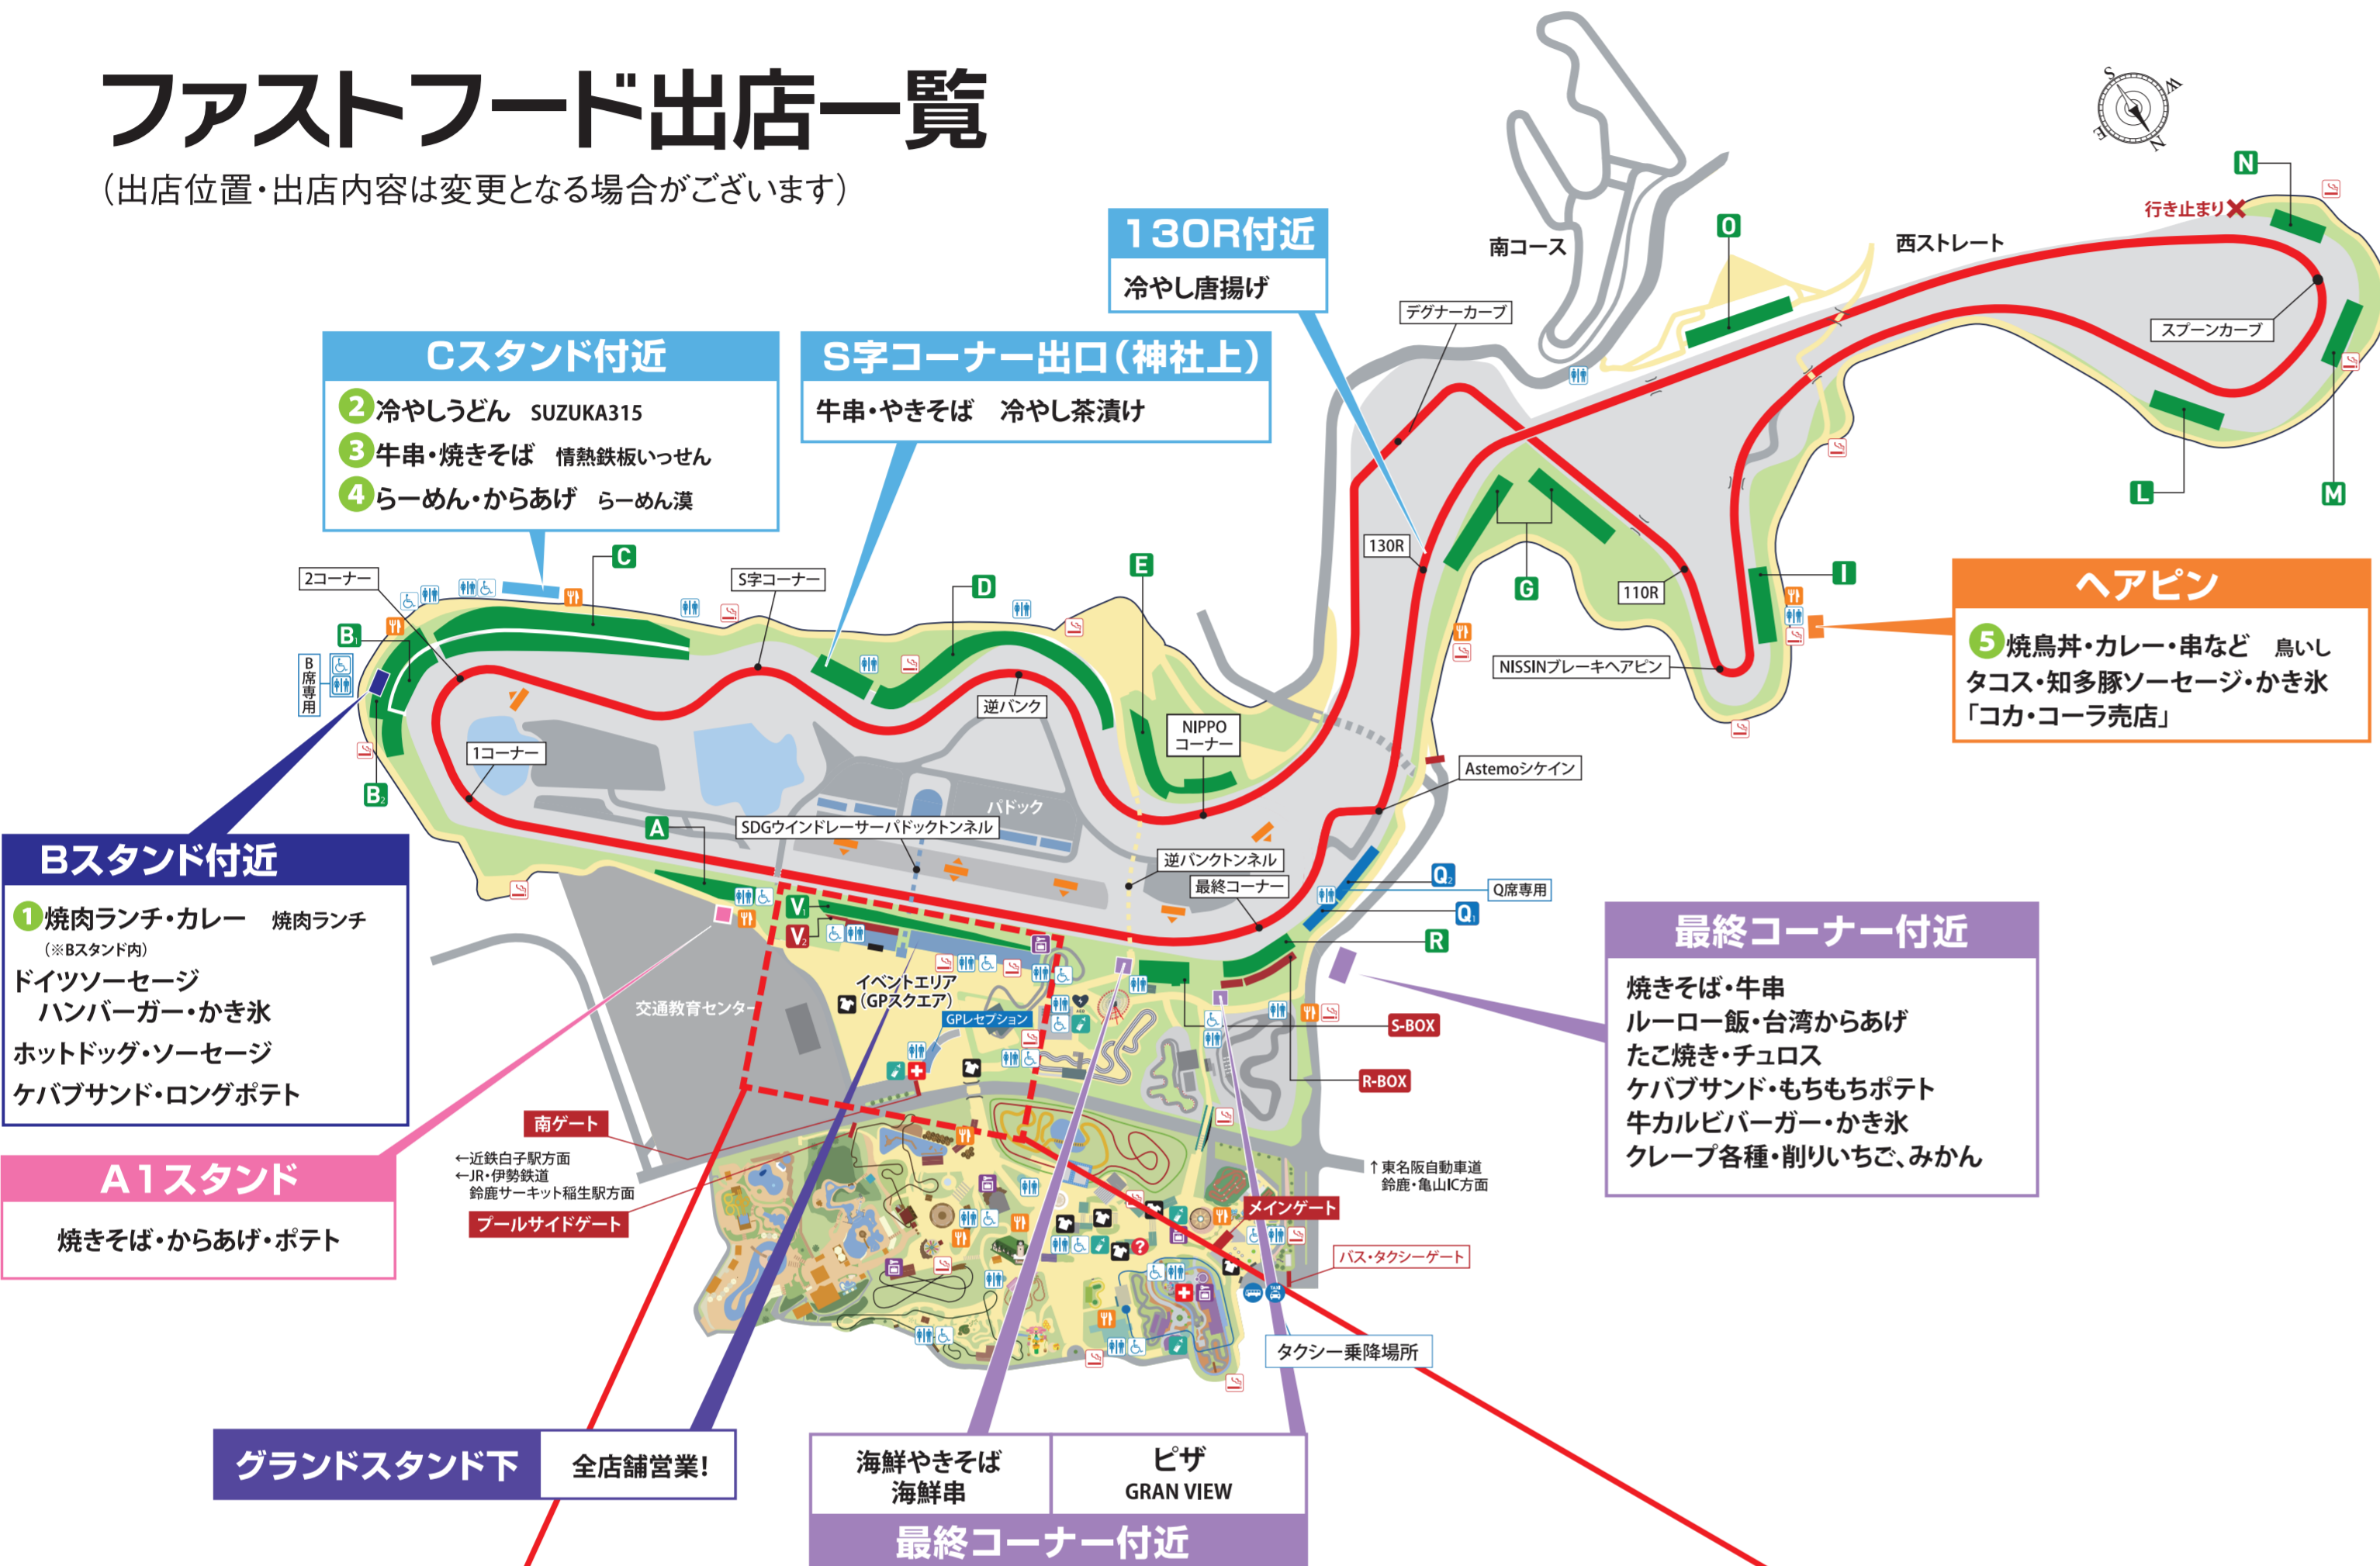 ファストフード出店一覧
（出店位置・出店内容は変更となる場合がございます）
S
W
E
N
N
行き止まり
O
西ストレート
南コース
130R付近
冷やし唐揚げ
デグナーカーブ
スプーンカーブ
L
M
Cスタンド付近
2 冷やしうどん SUZUKA315
3 牛串・焼きそば 情熱鉄板いっせん
4 らーめん・からあげ らーめん漠
S字コーナー出口（神社上）
牛串・やきそば 冷やし茶漬け
2コーナー
C
S字コーナー
D
E
130R
G
110R
I
NISSINブレーキヘアピン
ヘアピン
5 焼鳥丼・カレー・串など 鳥いし
タコス・知多豚ソーセージ・かき氷
「コカ・コーラ売店」
B1
B席専用
B2
1コーナー
逆バンク
NIPPO
コーナー
Astemoシケイン
パドック
A
SDGウインドレーサーパドックトンネル
逆バンクトンネル
最終コーナー
Q2
Q席専用
Q1
R
V1
V2
Bスタンド付近
1 焼肉ランチ・カレー 焼肉ランチ
（※Bスタンド内）
ドイツソーセージ
ハンバーガー・かき氷
ホットドッグ・ソーセージ
ケバブサンド・ロングポテト
イベントエリア
（GPスクエア）
GPレセプション
交通教育センター
S-BOX
R-BOX
最終コーナー付近
焼きそば・牛串
ルーロー飯・台湾からあげ
たこ焼き・チュロス
ケバブサンド・もちもちポテト
牛カルビバーガー・かき氷
クレープ各種・削りいちご、みかん
A1スタンド
焼きそば・からあげ・ポテト
南ゲート
←近鉄白子駅方面
←JR・伊勢鉄道
鈴鹿サーキット稲生駅方面
プールサイドゲート
↑東名阪自動車道
鈴鹿・亀山IC方面
メインゲート
バス・タクシーゲート
タクシー乗降場所
グランドスタンド下
全店舗営業！
海鮮やきそば
海鮮串
ピザ
GRAN VIEW
最終コーナー付近